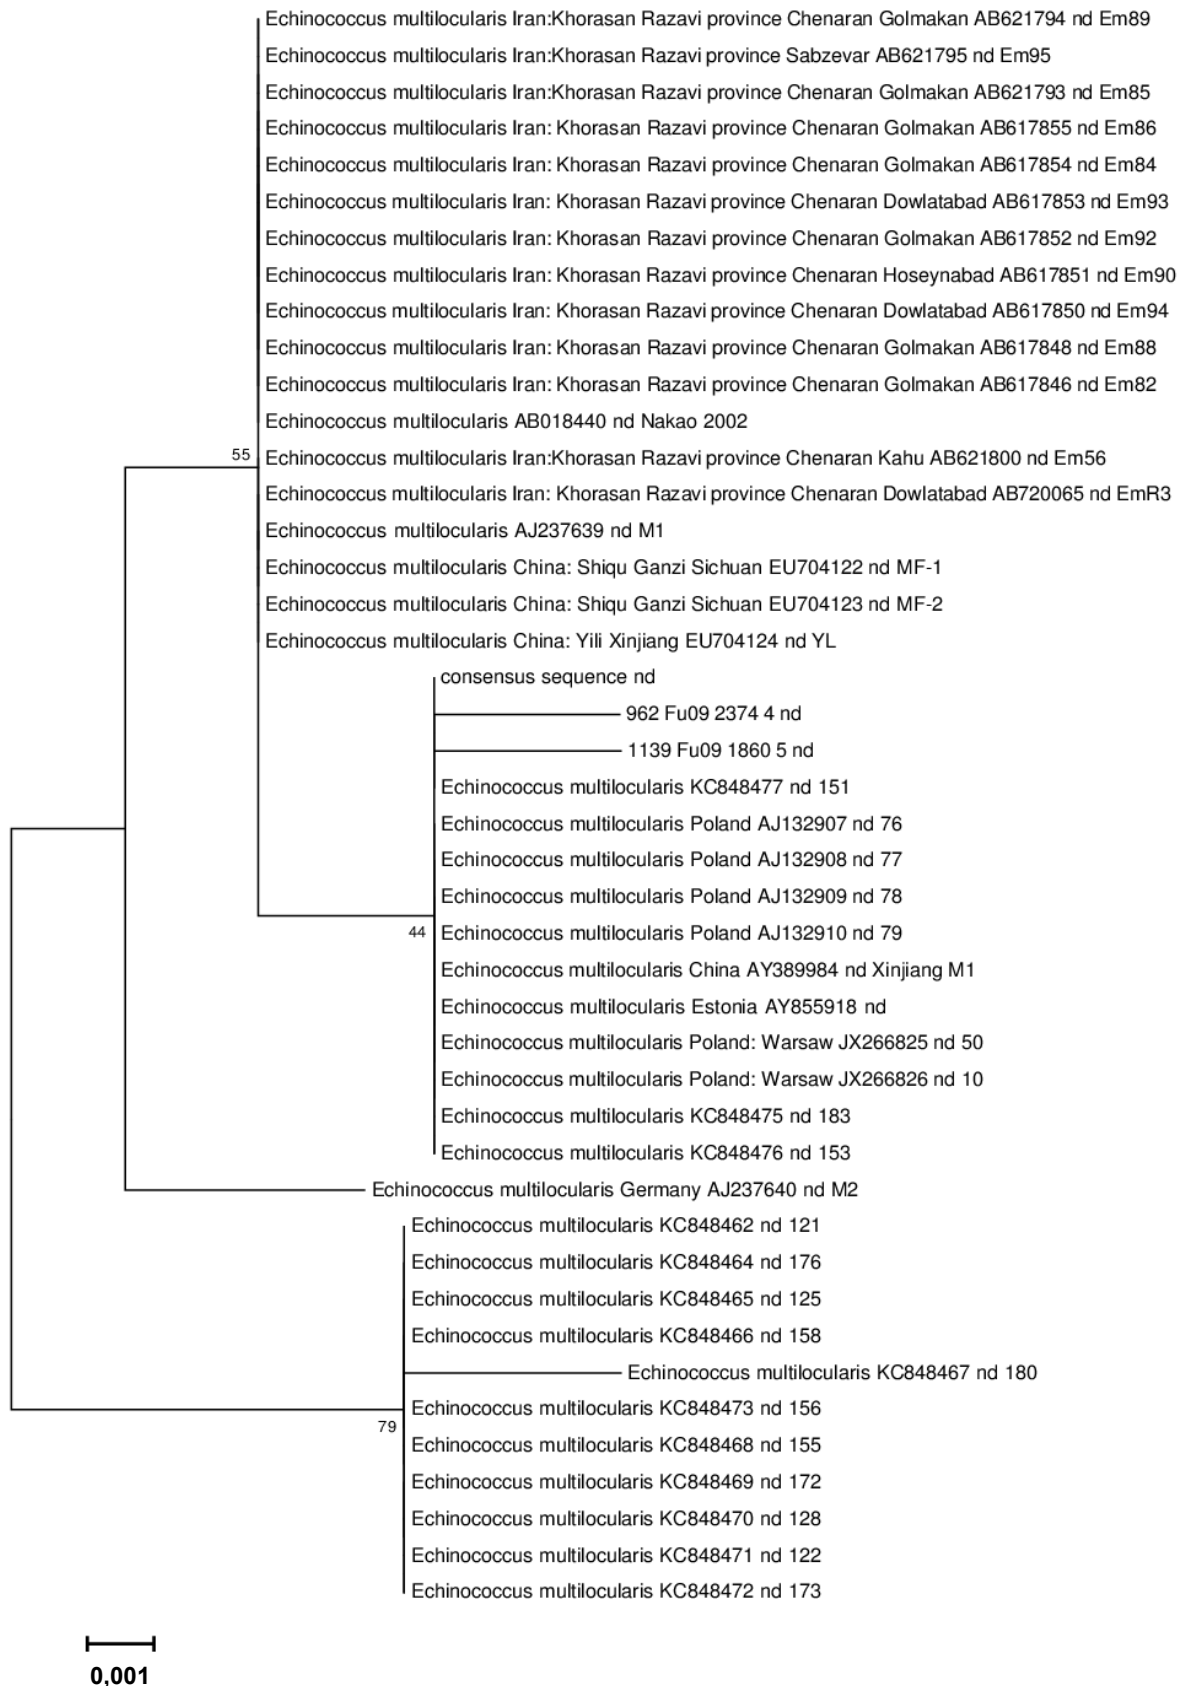 Echinococcus multilocularis Iran:Khorasan Razavi province Chenaran Golmakan AB621794 nd Em89
Echinococcus multilocularis Iran:Khorasan Razavi province Sabzevar AB621795 nd Em95
Echinococcus multilocularis Iran:Khorasan Razavi province Chenaran Golmakan AB621793 nd Em85
Echinococcus multilocularis Iran: Khorasan Razavi province Chenaran Golmakan AB617855 nd Em86
Echinococcus multilocularis Iran: Khorasan Razavi province Chenaran Golmakan AB617854 nd Em84
Echinococcus multilocularis Iran: Khorasan Razavi province Chenaran Dowlatabad AB617853 nd Em93
Echinococcus multilocularis Iran: Khorasan Razavi province Chenaran Golmakan AB617852 nd Em92
Echinococcus multilocularis Iran: Khorasan Razavi province Chenaran Hoseynabad AB617851 nd Em90
Echinococcus multilocularis Iran: Khorasan Razavi province Chenaran Dowlatabad AB617850 nd Em94
Echinococcus multilocularis Iran: Khorasan Razavi province Chenaran Golmakan AB617848 nd Em88
Echinococcus multilocularis Iran: Khorasan Razavi province Chenaran Golmakan AB617846 nd Em82
Echinococcus multilocularis AB018440 nd Nakao 2002
55
Echinococcus multilocularis Iran:Khorasan Razavi province Chenaran Kahu AB621800 nd Em56
Echinococcus multilocularis Iran: Khorasan Razavi province Chenaran Dowlatabad AB720065 nd EmR3
Echinococcus multilocularis AJ237639 nd M1
Echinococcus multilocularis China: Shiqu Ganzi Sichuan EU704122 nd MF-1
Echinococcus multilocularis China: Shiqu Ganzi Sichuan EU704123 nd MF-2
Echinococcus multilocularis China: Yili Xinjiang EU704124 nd YL
consensus sequence nd
962 Fu09 2374 4 nd
1139 Fu09 1860 5 nd
Echinococcus multilocularis KC848477 nd 151
Echinococcus multilocularis Poland AJ132907 nd 76
Echinococcus multilocularis Poland AJ132908 nd 77
Echinococcus multilocularis Poland AJ132909 nd 78
44
Echinococcus multilocularis Poland AJ132910 nd 79
Echinococcus multilocularis China AY389984 nd Xinjiang M1
Echinococcus multilocularis Estonia AY855918 nd
Echinococcus multilocularis Poland: Warsaw JX266825 nd 50
Echinococcus multilocularis Poland: Warsaw JX266826 nd 10
Echinococcus multilocularis KC848475 nd 183
Echinococcus multilocularis KC848476 nd 153
Echinococcus multilocularis Germany AJ237640 nd M2
Echinococcus multilocularis KC848462 nd 121
Echinococcus multilocularis KC848464 nd 176
Echinococcus multilocularis KC848465 nd 125
Echinococcus multilocularis KC848466 nd 158
Echinococcus multilocularis KC848467 nd 180
Echinococcus multilocularis KC848473 nd 156
79
Echinococcus multilocularis KC848468 nd 155
Echinococcus multilocularis KC848469 nd 172
Echinococcus multilocularis KC848470 nd 128
Echinococcus multilocularis KC848471 nd 122
Echinococcus multilocularis KC848472 nd 173
0,001